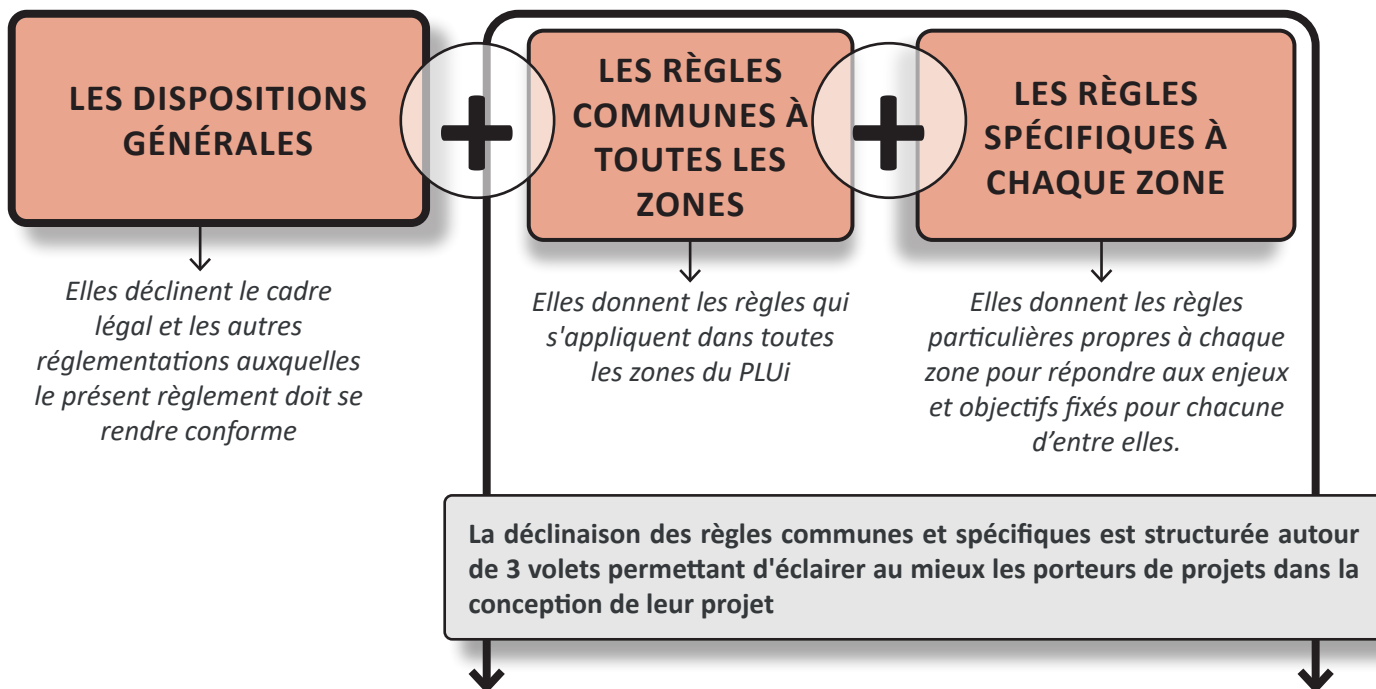 LES DISPOSITIONS
GÉNÉRALES
+
LES RÈGLES
COMMUNES À
TOUTES LES
ZONES
+
LES RÈGLES
SPÉCIFIQUES À
CHAQUE ZONE
Elles déclinent le cadre
légal et les autres
réglementations auxquelles
le présent règlement doit se
rendre conforme
Elles donnent les règles qui
s'appliquent dans toutes
les zones du PLUi
Elles donnent les règles
particulières propres à chaque
zone pour répondre aux enjeux
et objectifs fixés pour chacune
d’entre elles.
La déclinaison des règles communes et spécifiques est structurée autour
de 3 volets permettant d'éclairer au mieux les porteurs de projets dans la
conception de leur projet